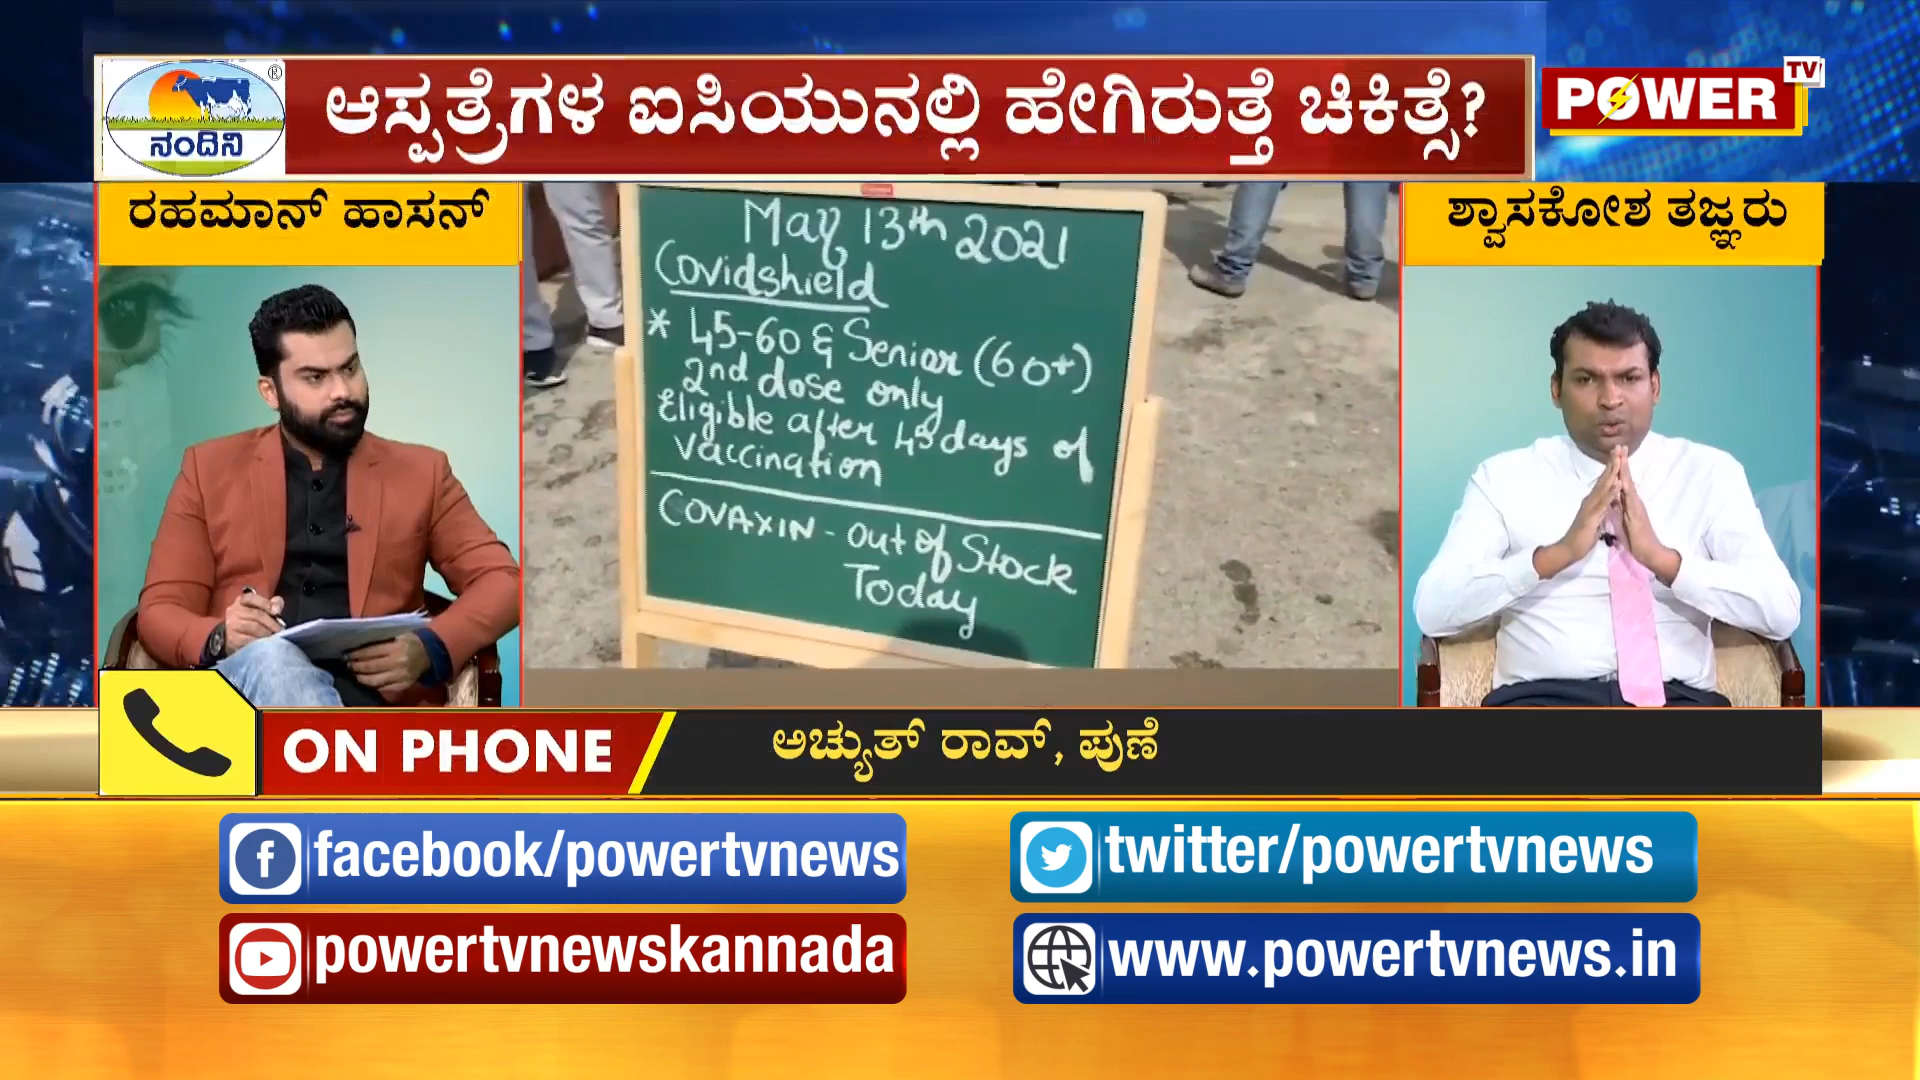 ನಂದಿನಿ ®
ಆಸ್ಪತ್ರೆಗಳ ಐಸಿಯುನಲ್ಲಿ ಹೇಗಿರುತ್ತೆ ಚಿಕಿತ್ಸೆ?
POWER TV
ರಹಮಾನ್ ಹಾಸನ್
ಶ್ವಾಸಕೋಶ ತಜ್ಞರು
May 13th 2021
Covidshield
* 45-60 & Senior (60+)
2nd dose only
Eligible after 45 days of
vaccination
COVAXIN - Out of Stock
Today
ON PHONE
ಅಚ್ಯುತ್ ರಾವ್, ಪುಣೆ
facebook/powertvnews
twitter/powertvnews
powertvnewskannada
www.powertvnews.in